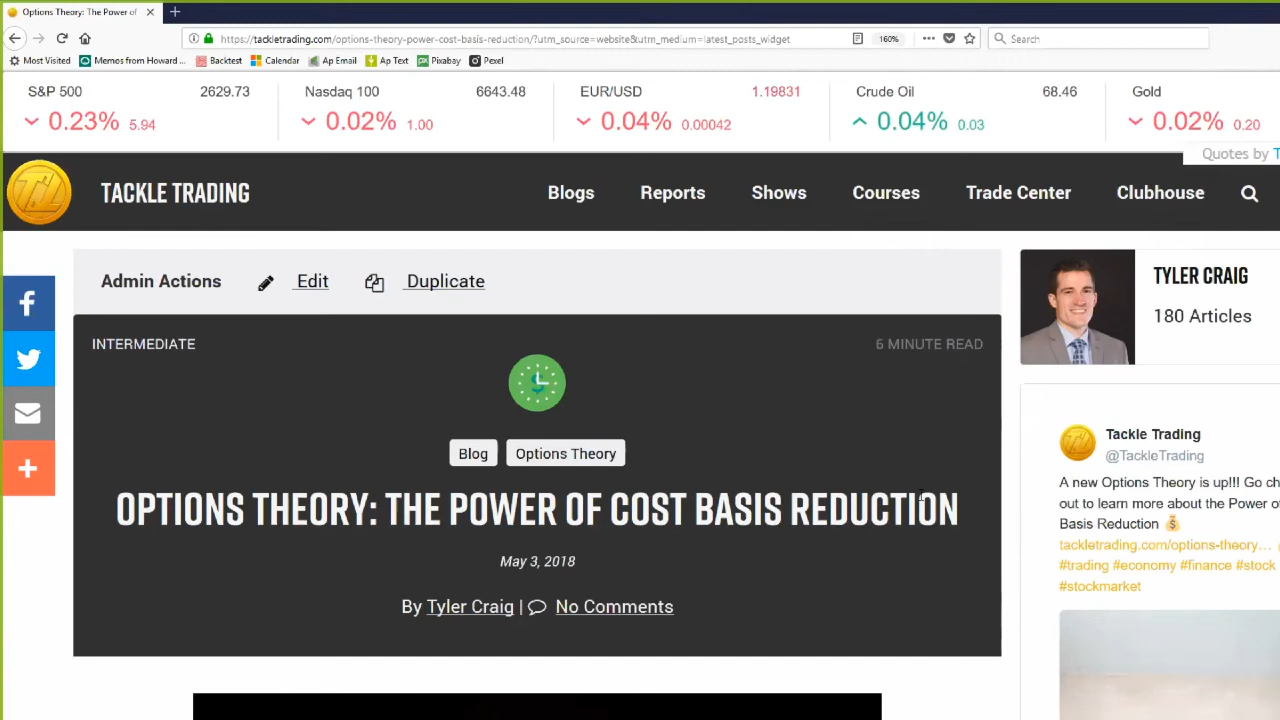 Options Theory: The Power of
https://tackletrading.com/options-theory-power-cost-basis-reduction/?utm_source=website&utm_medium=latest_posts_widget
160%
Search
Most Visited
Memos from Howard ...
Backtest
Calendar
Ap Email
Ap Text
Pixabay
Pexel
S&P 500 2629.73
0.23% 5.94
Nasdaq 100 6643.48
0.02% 1.00
EUR/USD 1.19831
0.04% 0.00042
Crude Oil 68.46
0.04% 0.03
Gold
0.02% 0.20
Quotes by T
TACKLE TRADING
Blogs
Reports
Shows
Courses
Trade Center
Clubhouse
Admin Actions
Edit
Duplicate
INTERMEDIATE
6 MINUTE READ
Blog
Options Theory
OPTIONS THEORY: THE POWER OF COST BASIS REDUCTION
May 3, 2018
By Tyler Craig | No Comments
TYLER CRAIG
180 Articles
Tackle Trading
@TackleTrading
A new Options Theory is up!!! Go ch
out to learn more about the Power o
Basis Reduction
tackletrading.com/options-theory…
#trading #economy #finance #stock
#stockmarket